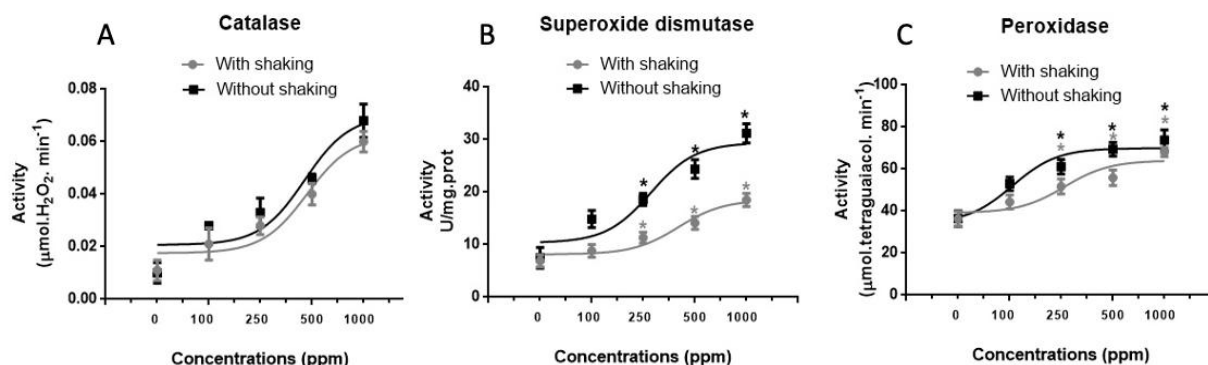 A
Catalase
With shaking
Without shaking
Activity
(µmol.H₂O₂. min⁻¹)
0.08
0.06
0.04
0.02
0.00
0 100 250 500 1000
Concentrations (ppm)
B
Superoxide dismutase
With shaking
Without shaking
Activity
U/mg.prot
40
30
20
10
0
* * *
* * *
0 100 250 500 1000
Concentrations (ppm)
C
Peroxidase
With shaking
Without shaking
Activity
(µmol.tetraguaiacol. min⁻¹)
100
80
60
40
20
0
* * *
* * *
0 100 250 500 1000
Concentrations (ppm)